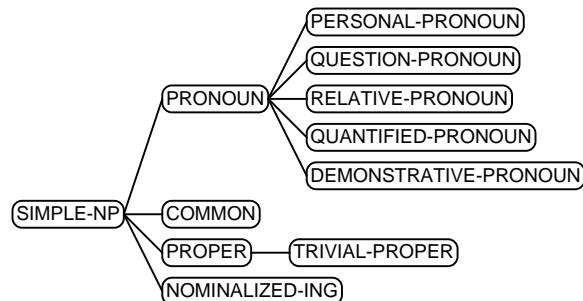 PERSONAL-PRONOUN
QUESTION-PRONOUN
PRONOUN
RELATIVE-PRONOUN
QUANTIFIED-PRONOUN
DEMONSTRATIVE-PRONOUN
SIMPLE-NP
COMMON
PROPER
TRIVIAL-PROPER
NOMINALIZED-ING